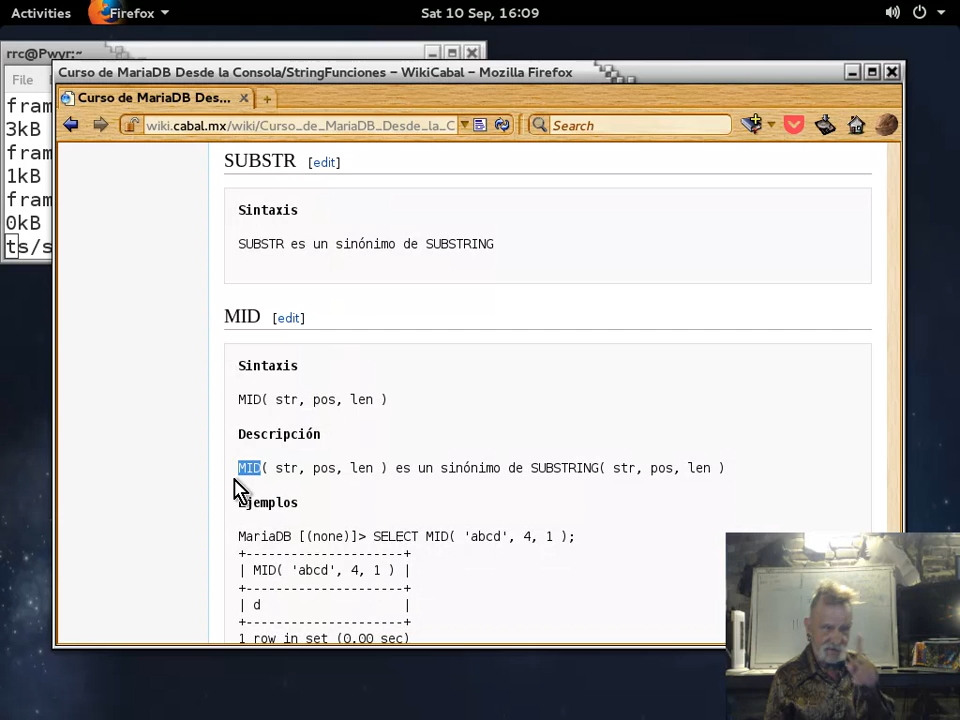 Activities Firefox Sat 10 Sep, 16:09
rrc@Pwyr:~
File
fram
3kB
fram
1kB
fram
0kB
ts/s
Curso de MariaDB Desde la Consola/StringFunciones – WikiCabal – Mozilla Firefox
Curso de MariaDB Des...
wiki.cabal.mx/wiki/Curso_de_MariaDB_Desde_la_C
Search
SUBSTR [edit]
Sintaxis
SUBSTR es un sinónimo de SUBSTRING
MID [edit]
Sintaxis
MID( str, pos, len )
Descripción
MID( str, pos, len ) es un sinónimo de SUBSTRING( str, pos, len )
Ejemplos
MariaDB [(none)]> SELECT MID( 'abcd', 4, 1 );
+---------------------+
| MID( 'abcd', 4, 1 ) |
+---------------------+
| d                   |
+---------------------+
1 row in set (0.00 sec)